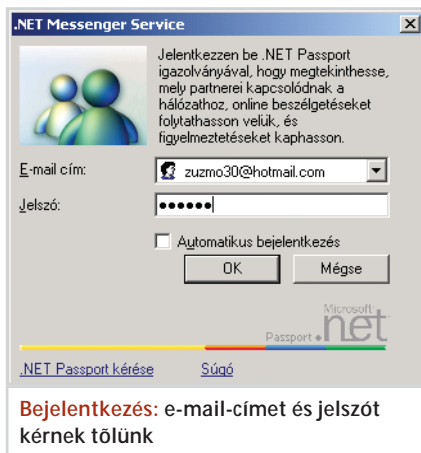 .NET Messenger Service
Jelentkezzen be .NET Passport
igazolványával, hogy megtekinthesse,
mely partnerei kapcsolódnak a
hálózathoz, online beszélgetéseket
folytathasson velük, és
figyelmeztetéseket kaphasson.
E-mail cím:
zuzmo30@hotmail.com
Jelszó:
●●●●●●
Automatikus bejelentkezés
OK
Mégse
Microsoft
Passport
net
.NET Passport kérése
Súgó
Bejelentkezés: e-mail-címet és jelszót
kérnek tõlünk